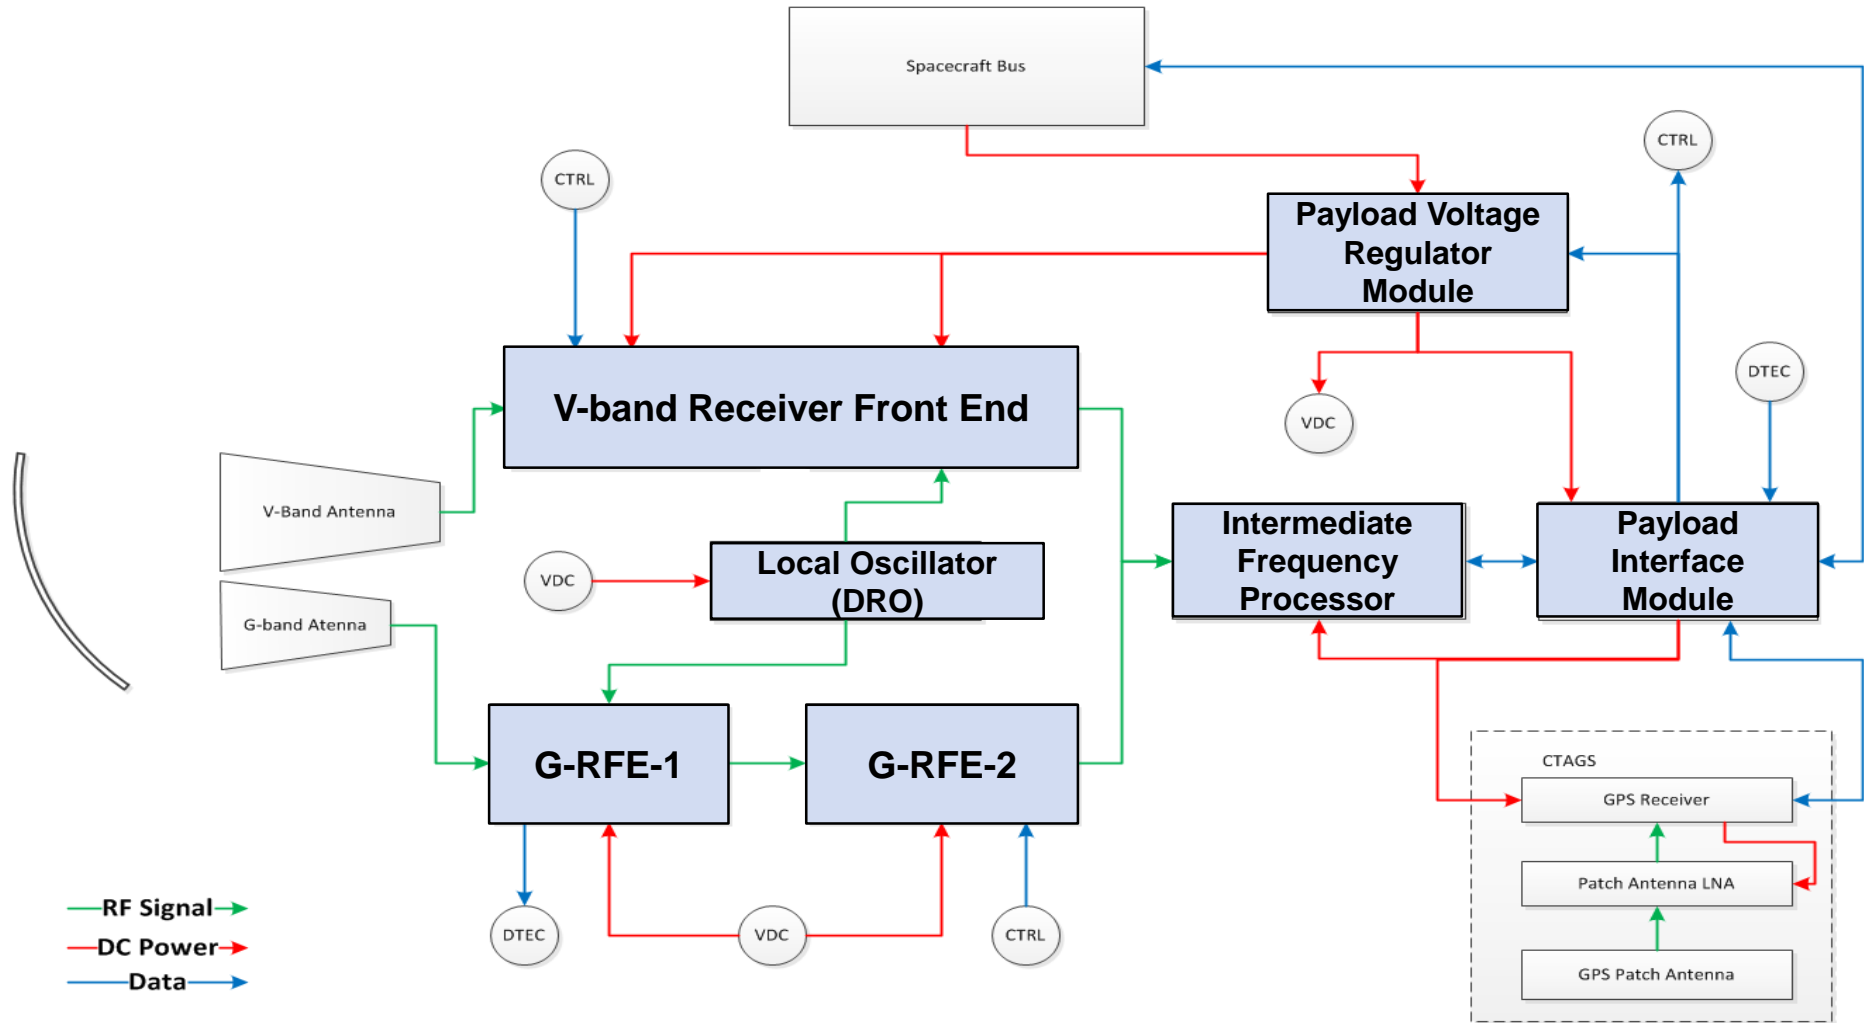 Spacecraft Bus
CTRL
CTRL
Payload Voltage
Regulator
Module
DTEC
VDC
V-band Receiver Front End
V-Band Antenna
Intermediate
Frequency
Processor
Payload
Interface
Module
VDC
Local Oscillator
(DRO)
G-band Atenna
G-RFE-1
G-RFE-2
CTAGS
GPS Receiver
Patch Antenna LNA
GPS Patch Antenna
DTEC
VDC
CTRL
RF Signal
DC Power
Data